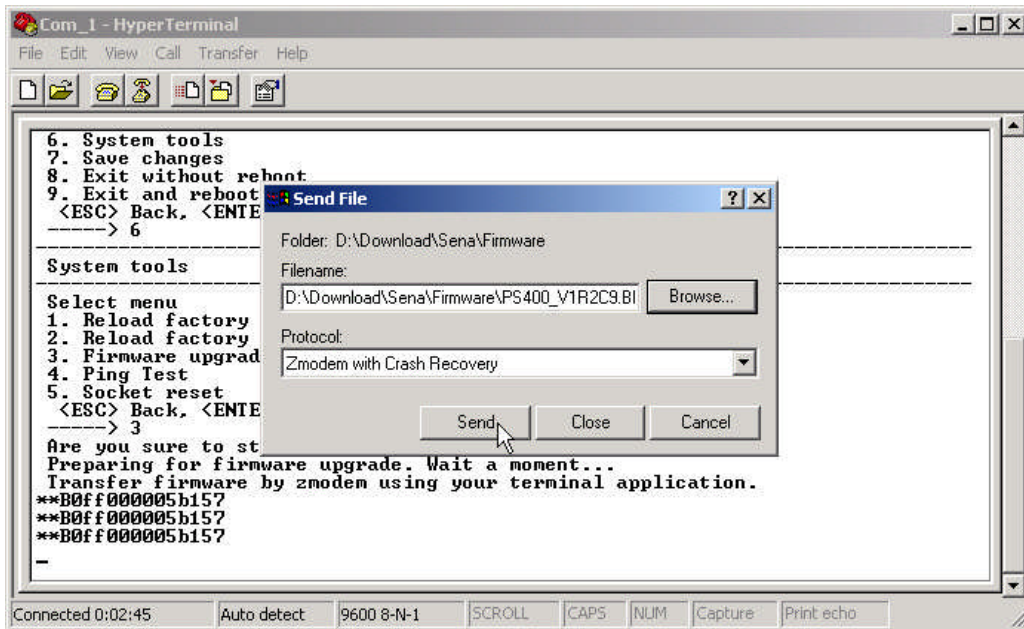 Com_1 - HyperTerminal
File Edit View Call Transfer Help
6. System tools
7. Save changes
8. Exit without reboot
9. Exit and reboot
<ESC> Back, <ENTE
-----> 6
System tools
Select menu
1. Reload factory
2. Reload factory
3. Firmware upgrad
4. Ping Test
5. Socket reset
<ESC> Back, <ENTE
-----> 3
Are you sure to st
Preparing for firmware upgrade. Wait a moment...
Transfer firmware by zmodem using your terminal application.
**B0ff000005b157
**B0ff000005b157
**B0ff000005b157
Send File
Folder: D:\Download\Sena\Firmware
Filename:
D:\Download\Sena\Firmware\PS400_V1R2C9.BI
Browse...
Protocol:
Zmodem with Crash Recovery
Send Close Cancel
Connected 0:02:45 Auto detect 9600 8-N-1 SCROLL CAPS NUM Capture Print echo